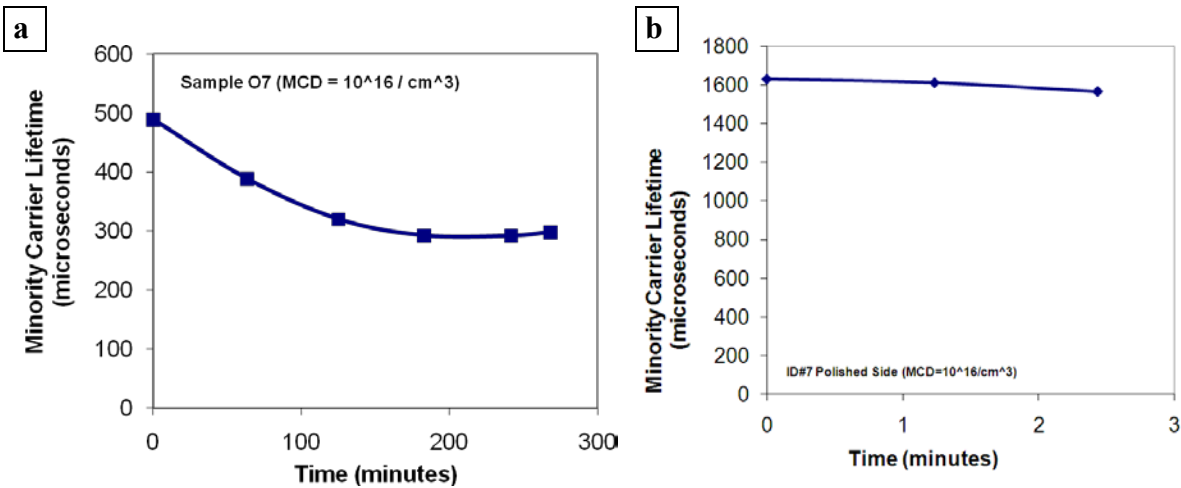 a
600
500
400
300
200
100
0
Sample O7 (MCD = 10^16 / cm^3)
Minority Carrier Lifetime
(microseconds)
0 100 200 300
Time (minutes)
b
1800
1600
1400
1200
1000
800
600
400
200
0
ID#7 Polished Side (MCD=10^16/cm^3)
Minority Carrier Lifetime
(microseconds)
0 1 2 3
Time (minutes)